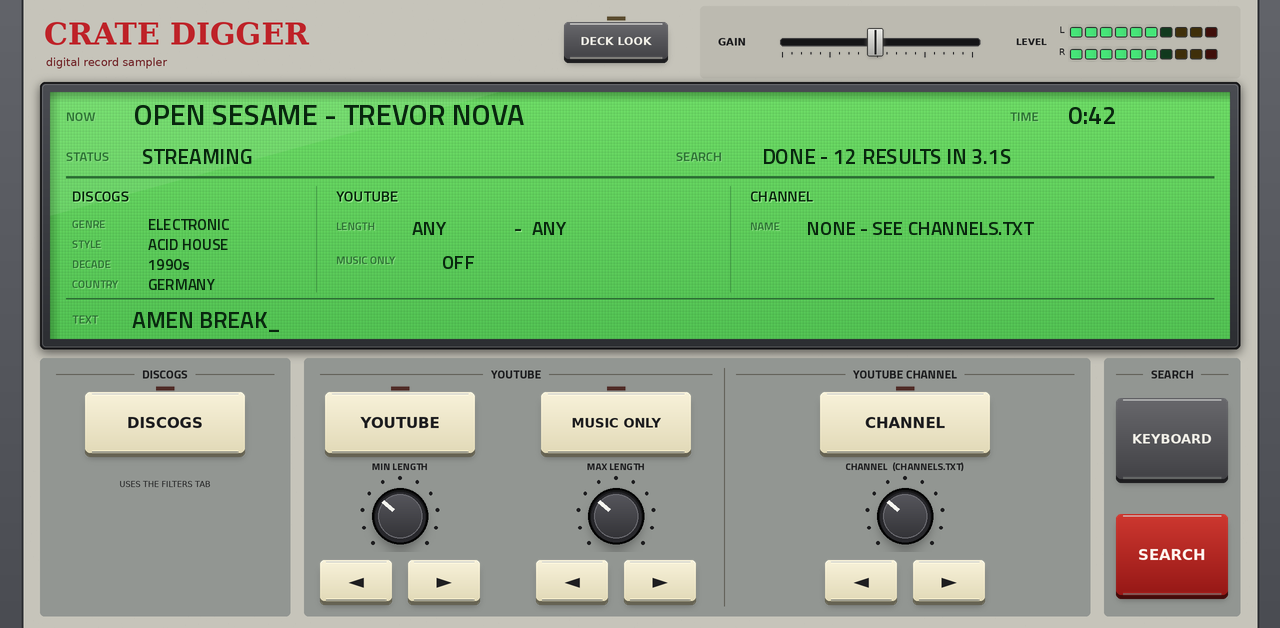 CRATE DIGGER
digital record sampler
DECK LOOK
GAIN
LEVEL
L
R
NOW OPEN SESAME - TREVOR NOVA TIME 0:42
STATUS STREAMING SEARCH DONE - 12 RESULTS IN 3.1S
DISCOGS YOUTUBE CHANNEL
GENRE ELECTRONIC LENGTH ANY - ANY NAME NONE - SEE CHANNELS.TXT
STYLE ACID HOUSE
DECADE 1990s MUSIC ONLY OFF
COUNTRY GERMANY
TEXT AMEN BREAK_
DISCOGS YOUTUBE YOUTUBE CHANNEL SEARCH
DISCOGS YOUTUBE MUSIC ONLY CHANNEL KEYBOARD
MIN LENGTH MAX LENGTH CHANNEL (CHANNELS.TXT)
USES THE FILTERS TAB
SEARCH
◄ ► ◄ ► ◄ ►